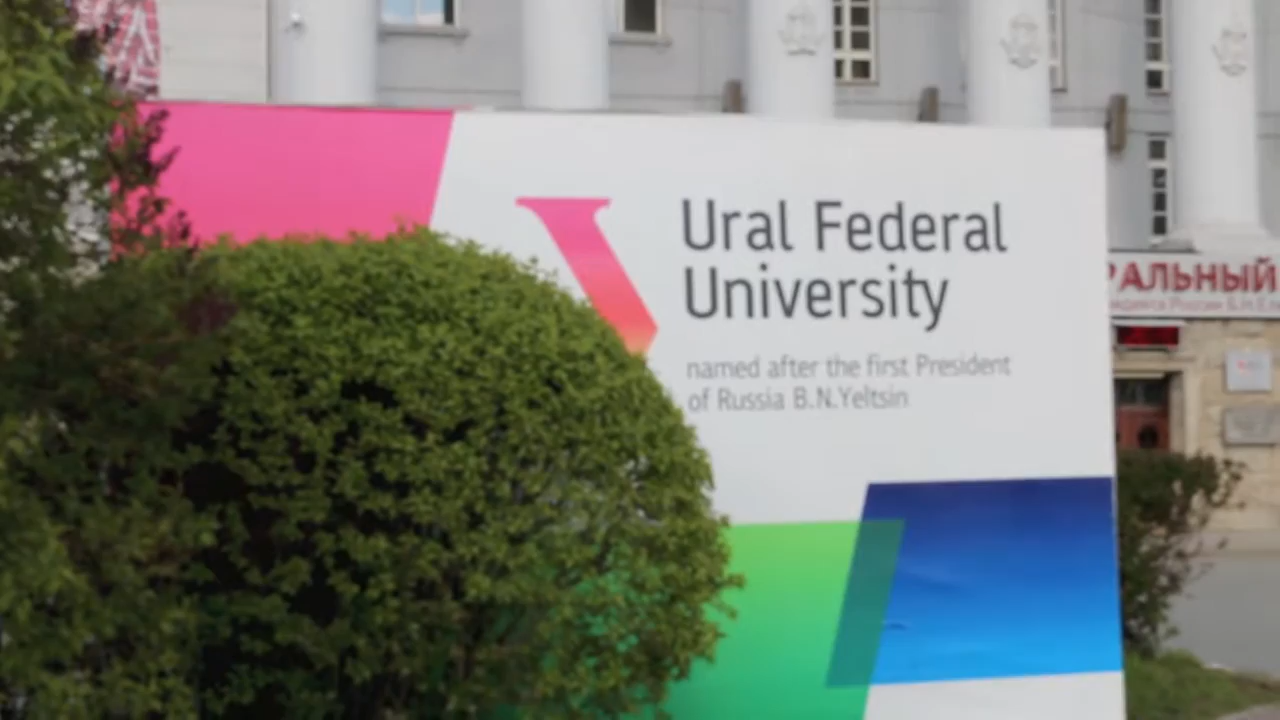 Ural Federal
University
named after the first President
of Russia B.N.Yeltsin
РАЛЬНЫЙ